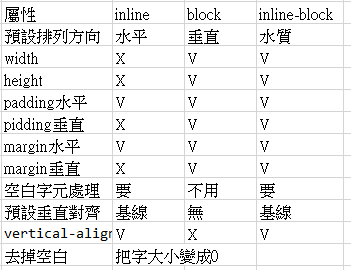 屬性 inline block inline-block
預設排列方向 水平 垂直 水質
width X V V
height X V V
padding水平 V V V
pidding垂直 X V V
margin水平 V V V
margin垂直 X V V
空白字元處理 要 不用 要
預設垂直對齊 基線 無 基線
vertical-align V X V
去掉空白 把字大小變成0